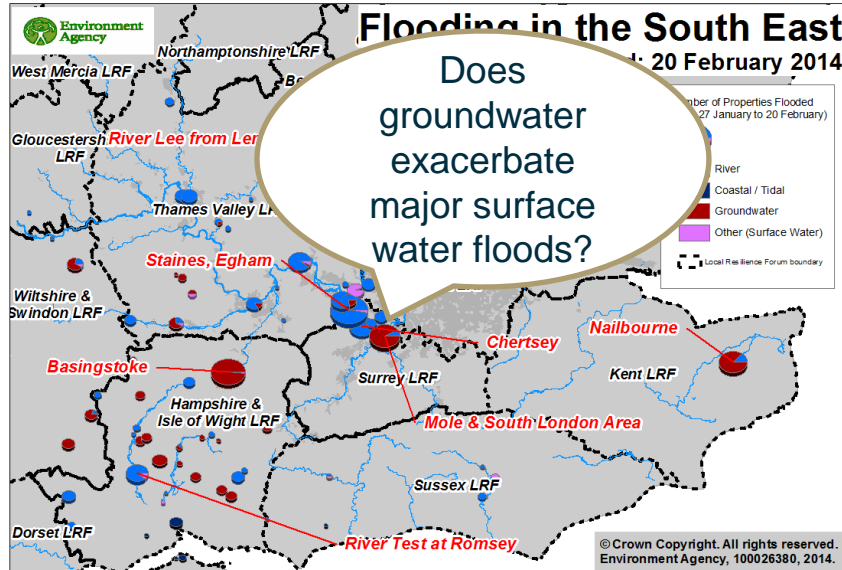 Environment
Agency
Flooding in the South East
20 February 2014
Does
groundwater
exacerbate
major surface
water floods?
of Properties Flooded
27 January to 20 February)
River
Coastal / Tidal
Groundwater
Other (Surface Water)
Local Resilience Forum boundary
Northamptonshire LRF
West Mercia LRF
LRF
River Lee from
Thames Valley
Staines, Egham
Wiltshire &
Swindon LRF
Chertsey
Nailbourne
Basingstoke
Surrey LRF
Kent LRF
Hampshire &
Isle of Wight LRF
Mole & South London Area
Sussex LRF
Dorset LRF
River Test at Romsey
© Crown Copyright. All rights reserved.
Environment Agency, 100026380, 2014.